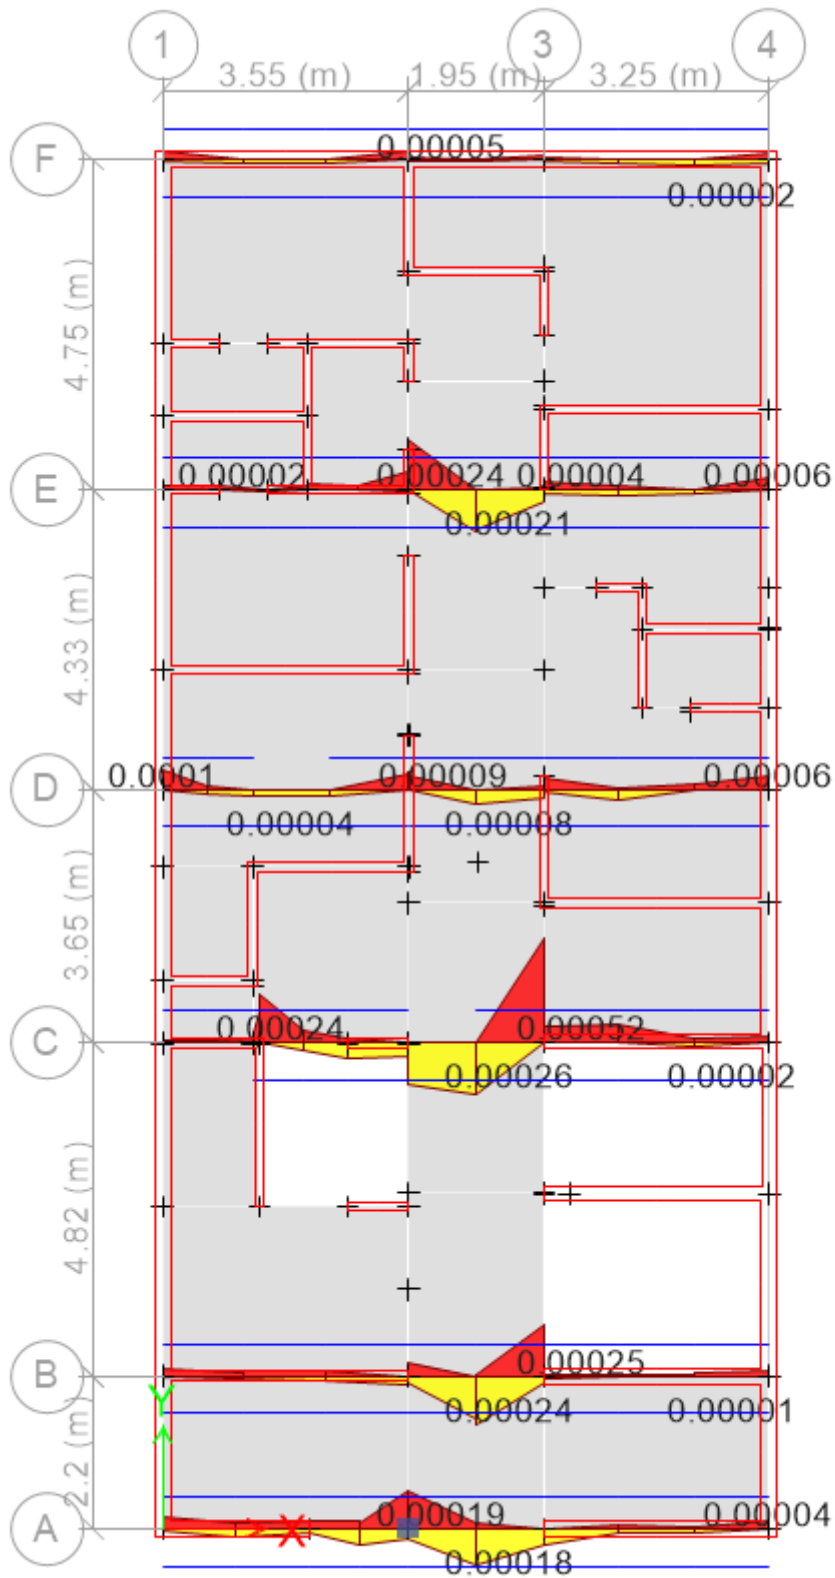 1 3 4
3.55 (m) 1.95 (m) 3.25 (m)
F 0.00005
0.00002
4.75 (m)
E 0.00002 0.00024 0.00004 0.00006
0.00021
4.33 (m)
D 0.0001 0.00009 0.00006
0.00004 0.00008
3.65 (m)
C 0.00024 0.00052
0.00026 0.00002
4.82 (m)
B 0.00025
Y 0.00024 0.00001
2.2 (m)
A X 0.00019 0.00004
0.00018